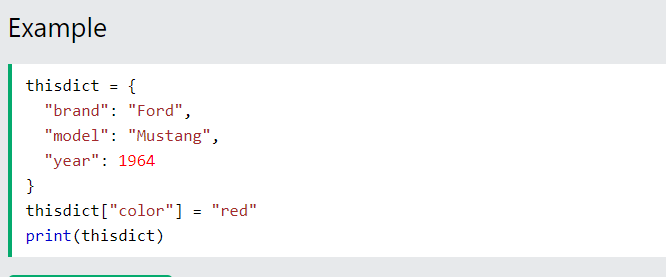 Example
thisdict = {
  "brand": "Ford",
  "model": "Mustang",
  "year": 1964
}
thisdict["color"] = "red"
print(thisdict)